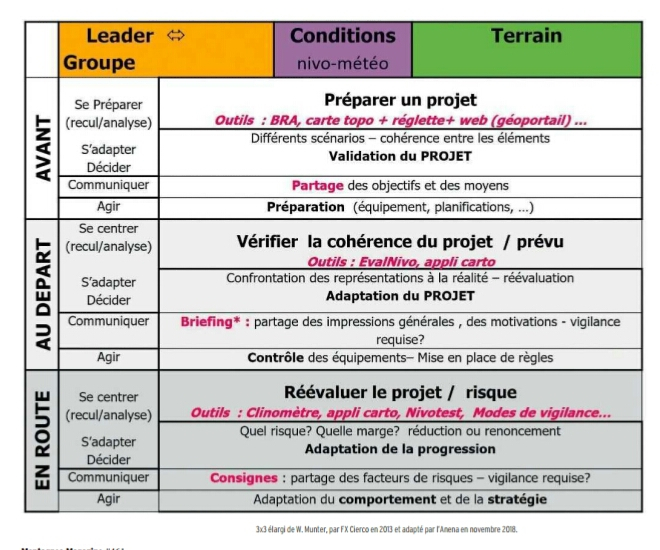 Leader ⇔
Groupe
Conditions
nivo-météo
Terrain
AVANT
Se Préparer
(recul/analyse)
S'adapter
Décider
Préparer un projet
Outils : BRA, carte topo + réglette+ web (géoportail) ...
Différents scénarios – cohérence entre les éléments
Validation du PROJET
Communiquer
Partage des objectifs et des moyens
Agir
Préparation (équipement, planifications, ...)
AU DEPART
Se centrer
(recul/analyse)
S'adapter
Décider
Vérifier la cohérence du projet / prévu
Outils : EvalNivo, appli carto
Confrontation des représentations à la réalité – réévaluation
Adaptation du PROJET
Communiquer
Briefing* : partage des impressions générales , des motivations - vigilance
requise?
Agir
Contrôle des équipements– Mise en place de règles
EN ROUTE
Se centrer
(recul/analyse)
S'adapter
Décider
Réévaluer le projet / risque
Outils : Clinomètre, appli carto, Nivotest, Modes de vigilance...
Quel risque? Quelle marge? réduction ou renoncement
Adaptation de la progression
Communiquer
Consignes : partage des facteurs de risques – vigilance requise?
Agir
Adaptation du comportement et de la stratégie
3x3 élargi de W. Munter, par FX Cierco en 2013 et adapté par l'Anena en novembre 2018.